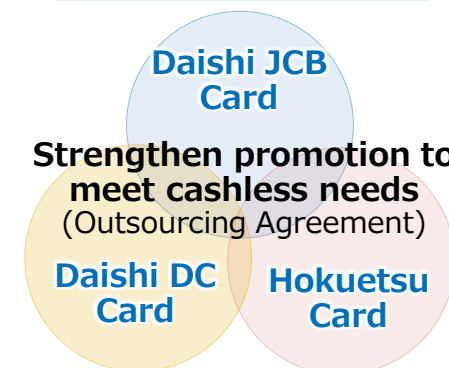 Daishi JCB
Card
Strengthen promotion to
meet cashless needs
(Outsourcing Agreement)
Daishi DC
Card
Hokuetsu
Card